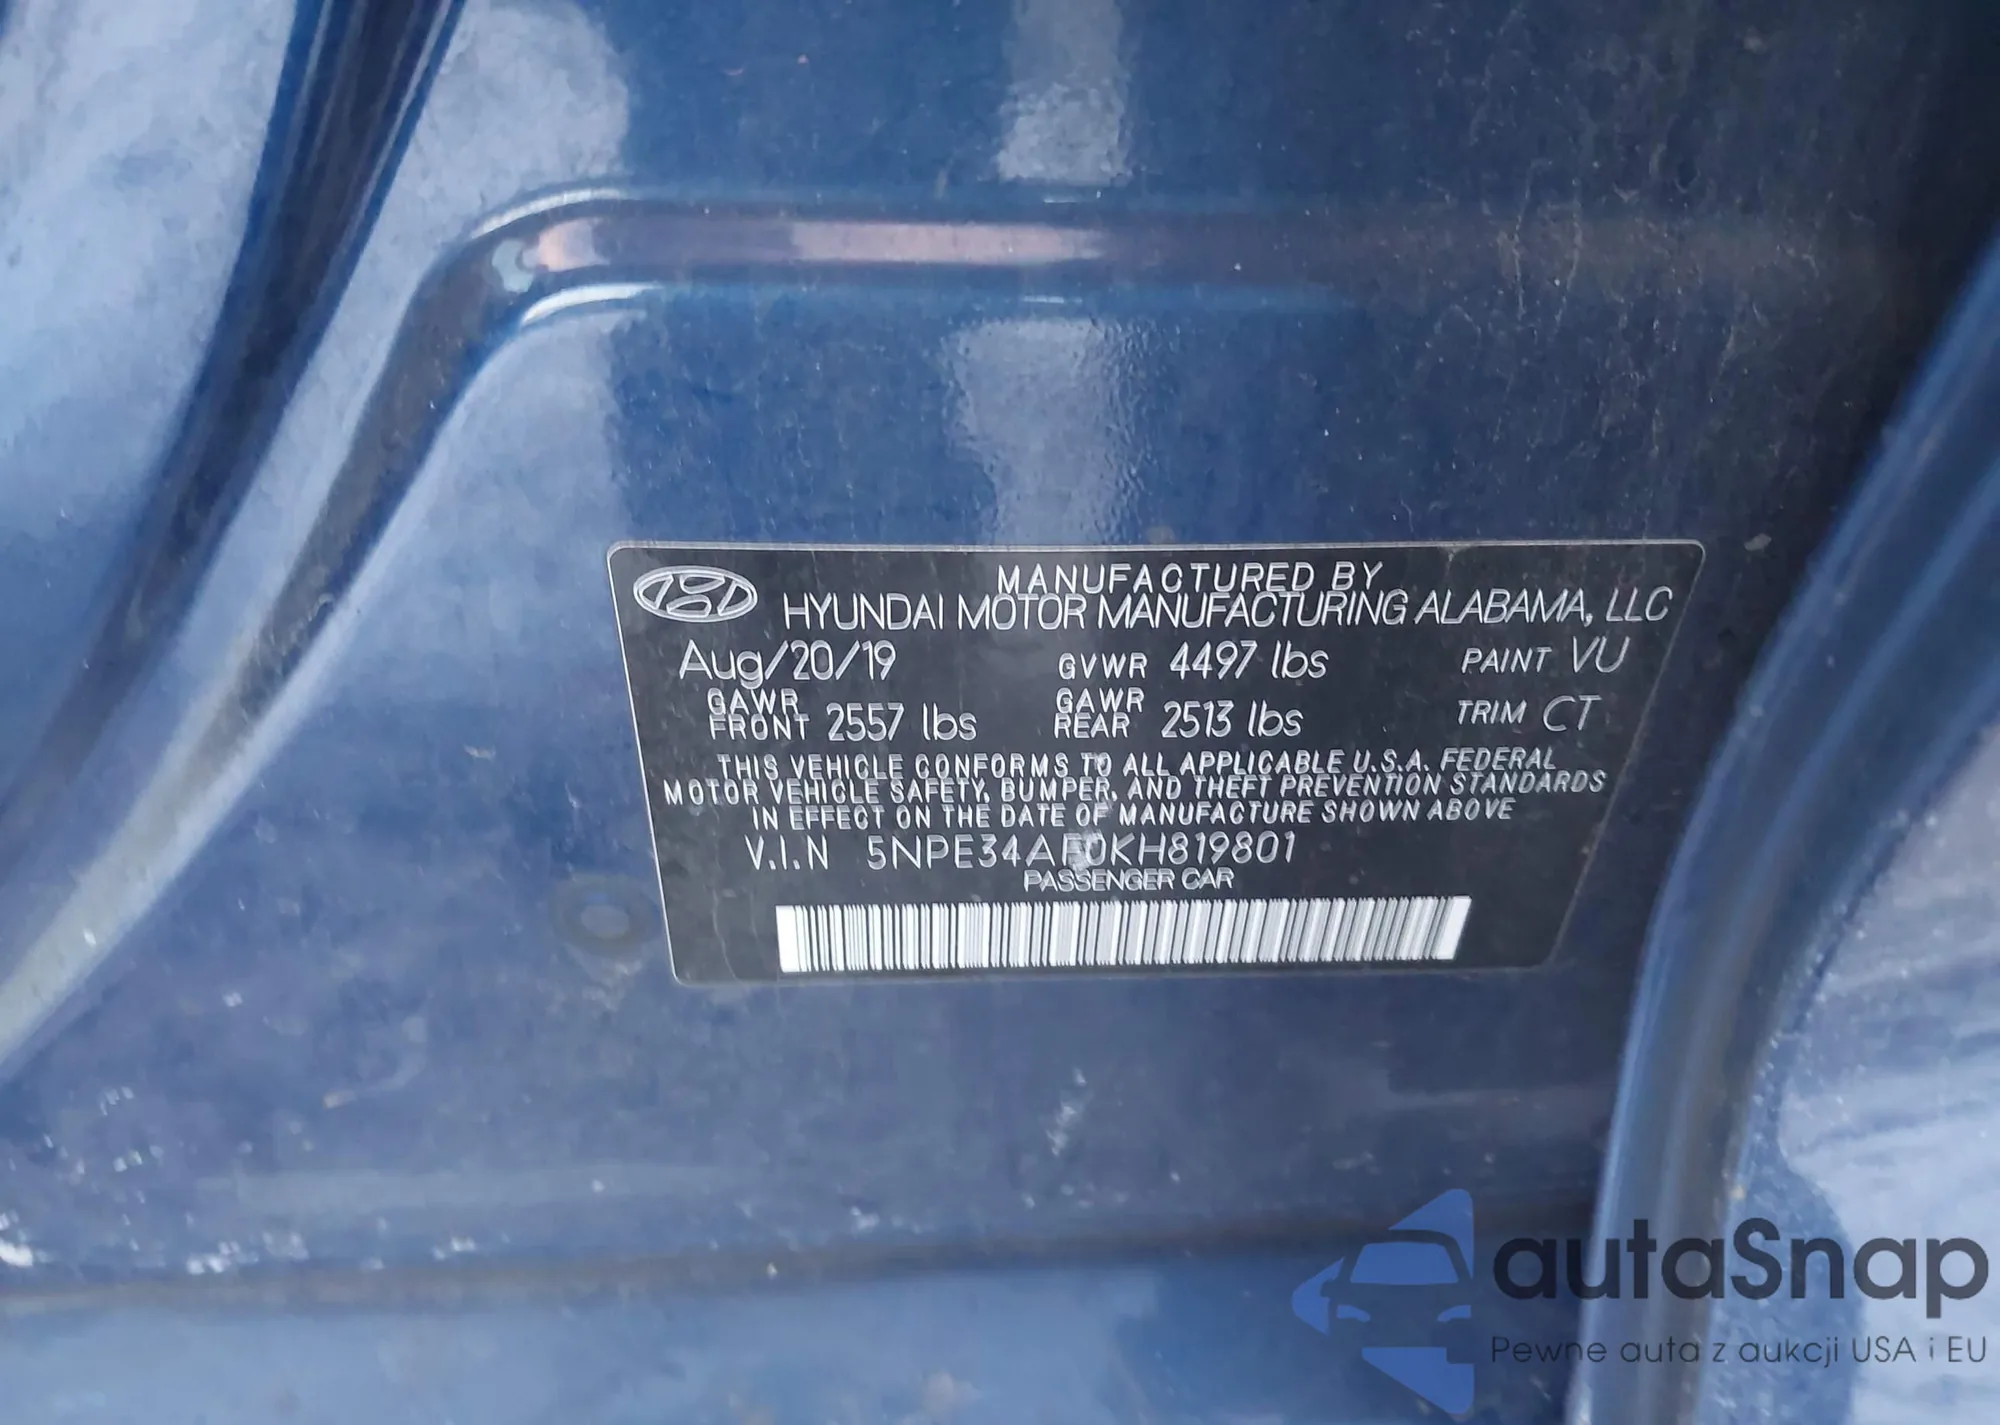 MANUFACTURED BY
HYUNDAI MOTOR MANUFACTURING ALABAMA, LLC
Aug/20/19 GVWR 4497 lbs PAINT VU
GAWR FRONT 2557 lbs GAWR REAR 2513 lbs TRIM CT
THIS VEHICLE CONFORMS TO ALL APPLICABLE U.S.A. FEDERAL
MOTOR VEHICLE SAFETY, BUMPER, AND THEFT PREVENTION STANDARDS
IN EFFECT ON THE DATE OF MANUFACTURE SHOWN ABOVE
V.I.N 5NPE34AF0KH819801
PASSENGER CAR
autaSnap
Pewne auta z aukcji USA i EU